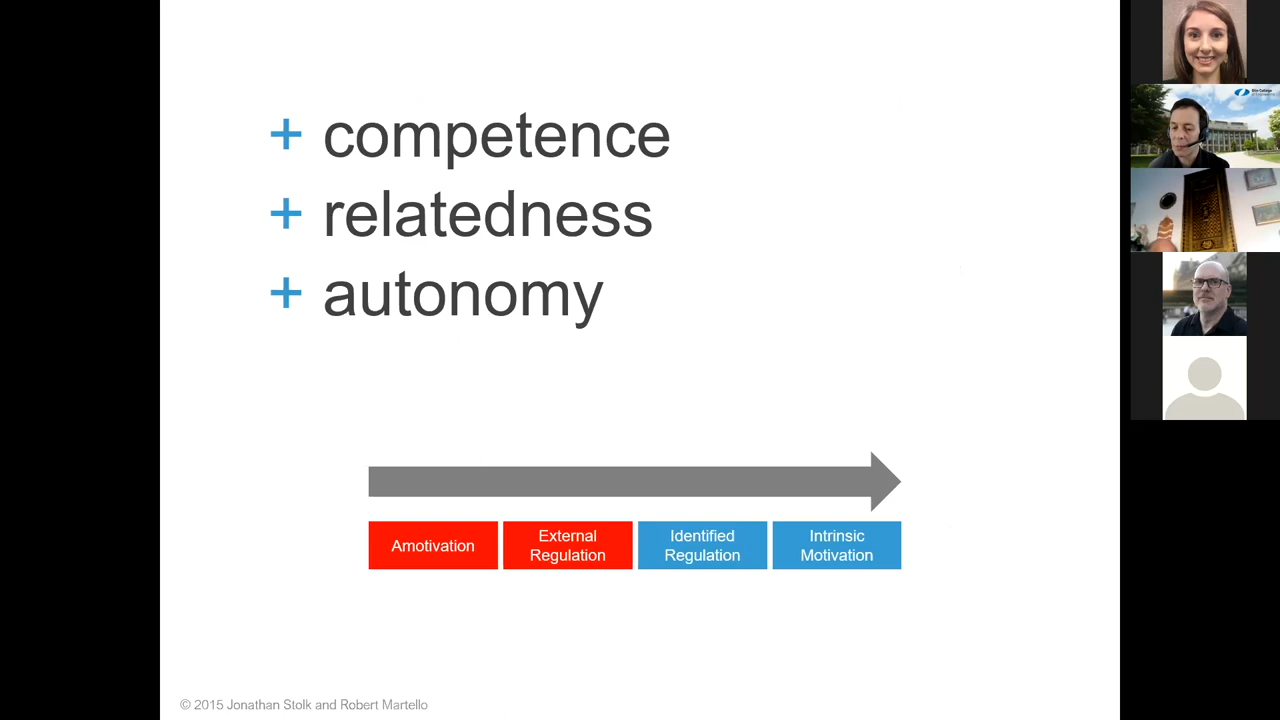 + competence
+ relatedness
+ autonomy
Amotivation
External
Regulation
Identified
Regulation
Intrinsic
Motivation
© 2015 Jonathan Stolk and Robert Martello